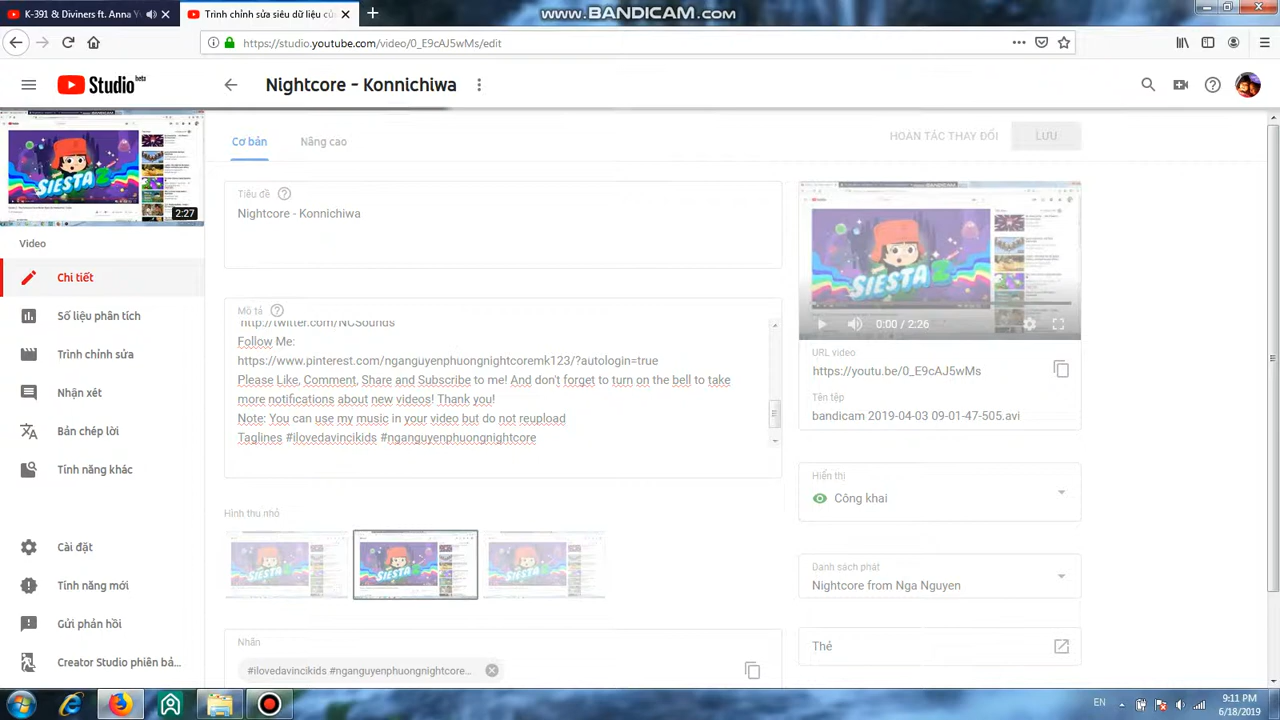 www.BANDICAM.com
K-391 & Diviners ft. Anna Y
Trình chỉnh sửa siêu dữ liệu củ
https://studio.youtube.com/video/0_E9cAJ5wMs/edit
Studio beta
Nightcore - Konnichiwa
Cơ bản
Nâng cao
HOÀN TÁC THAY ĐỔI
LƯU
SIESTA
2:27
Video
Chi tiết
Số liệu phân tích
Trình chỉnh sửa
Nhận xét
Bản chép lời
Tính năng khác
Cài đặt
Tính năng mới
Gửi phản hồi
Creator Studio phiên bả...
Tiêu đề
Nightcore - Konnichiwa
Mô tả
http://twitter.com/NCSounds
Follow Me:
https://www.pinterest.com/nganguyenphuongnightcoremk123/?autologin=true
Please Like, Comment, Share and Subscribe to me! And don't forget to turn on the bell to take
more notifications about new videos! Thank you!
Note: You can use my music in your video but do not reupload
Taglines #ilovedavincikids #nganguyenphuongnightcore
Hình thu nhỏ
Nhãn
#ilovedavincikids #nganguyenphuongnightcore...
SIESTA
0:00 / 2:26
URL video
https://youtu.be/0_E9cAJ5wMs
Tên tệp
bandicam 2019-04-03 09-01-47-505.avi
Hiển thị
Công khai
Danh sách phát
Nightcore from Nga Nguyen
Thẻ
EN
9:11 PM
6/18/2019